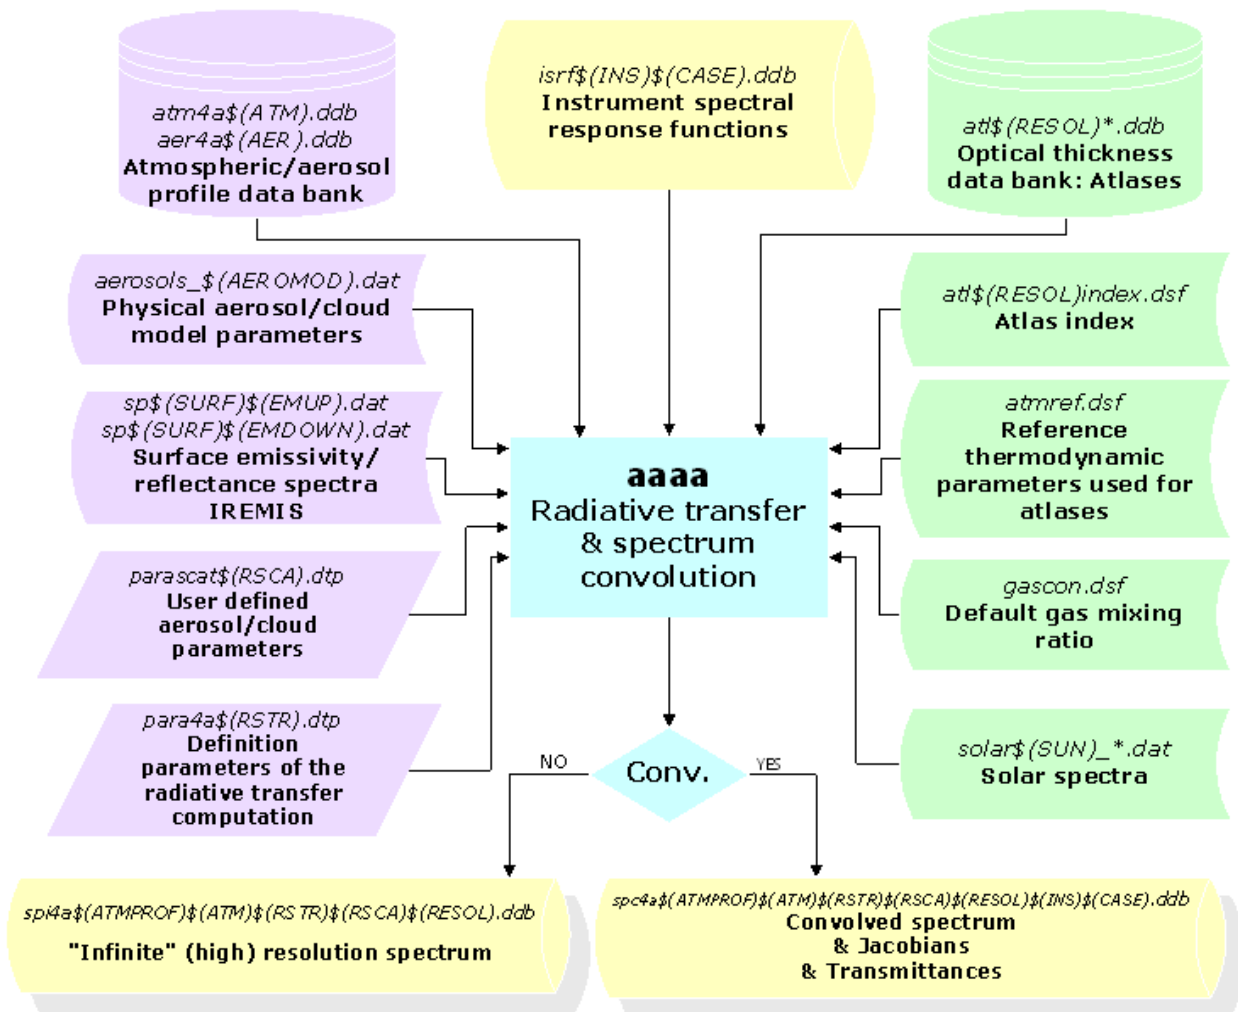 atm4a$(ATM).ddb
aer4a$(AER).ddb
Atmospheric/aerosol
profile data bank
isrf$(INS)$(CASE).ddb
Instrument spectral
response functions
atl$(RESOL)*.ddb
Optical thickness
data bank: Atlases
aerosols_$(AEROMOD).dat
Physical aerosol/cloud
model parameters
atl$(RESOL)index.dsf
Atlas index
sp$(SURF)$(EMUP).dat
sp$(SURF)$(EMDOWN).dat
Surface emissivity/
reflectance spectra
IREMIS
aaaa
Radiative transfer
& spectrum
convolution
atmref.dsf
Reference
thermodynamic
parameters used for
atlases
parascat$(RSCA).dtp
User defined
aerosol/cloud
parameters
gascon.dsf
Default gas mixing
ratio
para4a$(RSTR).dtp
Definition
parameters of the
radiative transfer
computation
NO
Conv.
YES
solar$(SUN)_*.dat
Solar spectra
spi4a$(ATMPROF)$(ATM)$(RSTR)$(RSCA)$(RESOL).ddb
"Infinite" (high) resolution spectrum
spc4a$(ATMPROF)$(ATM)$(RSTR)$(RSCA)$(RESOL)$(INS)$(CASE).ddb
Convolved spectrum
& Jacobians
& Transmittances